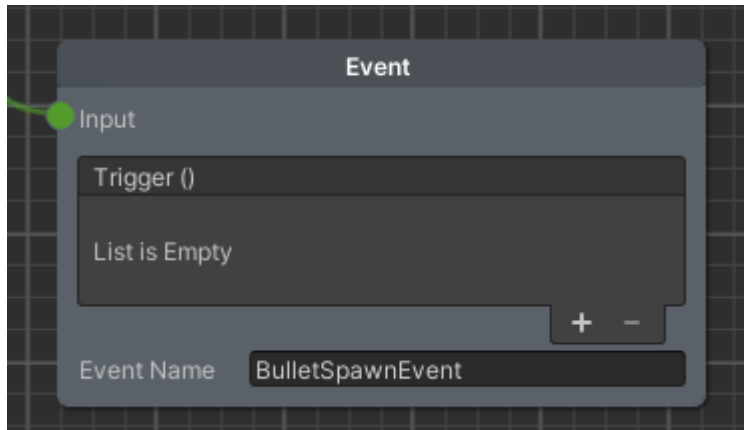 Event
Input
Trigger ()
List is Empty
+ −
Event Name BulletSpawnEvent